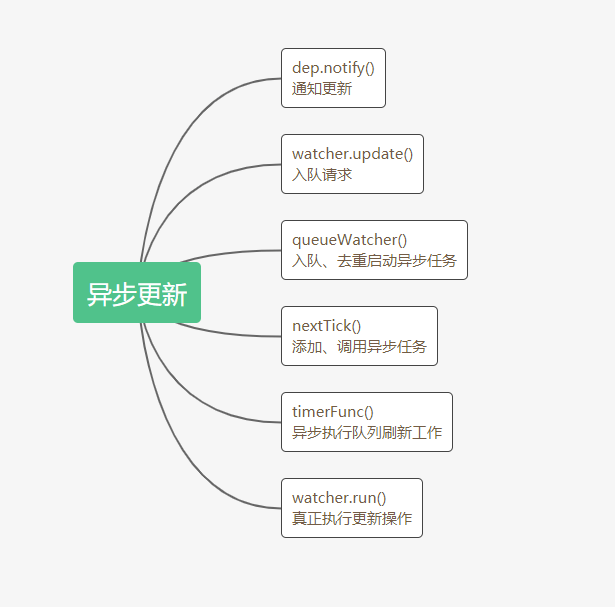 异步更新
dep.notify()
通知更新
watcher.update()
入队请求
queueWatcher()
入队、去重启动异步任务
nextTick()
添加、调用异步任务
timerFunc()
异步执行队列刷新工作
watcher.run()
真正执行更新操作